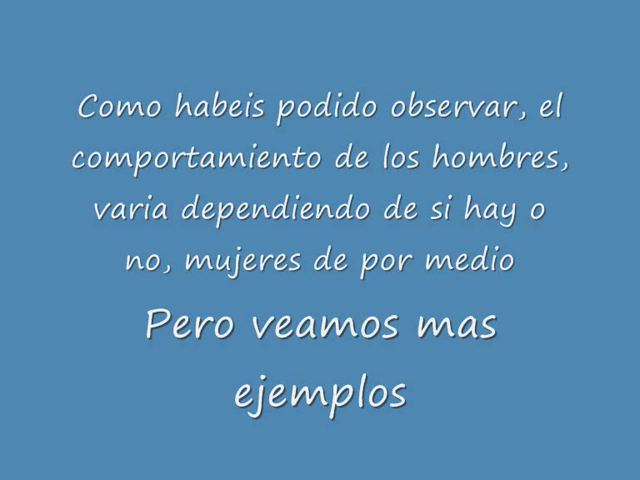 Como habeis podido observar, el
comportamiento de los hombres,
varia dependiendo de si hay o
no, mujeres de por medio
Pero veamos mas
ejemplos